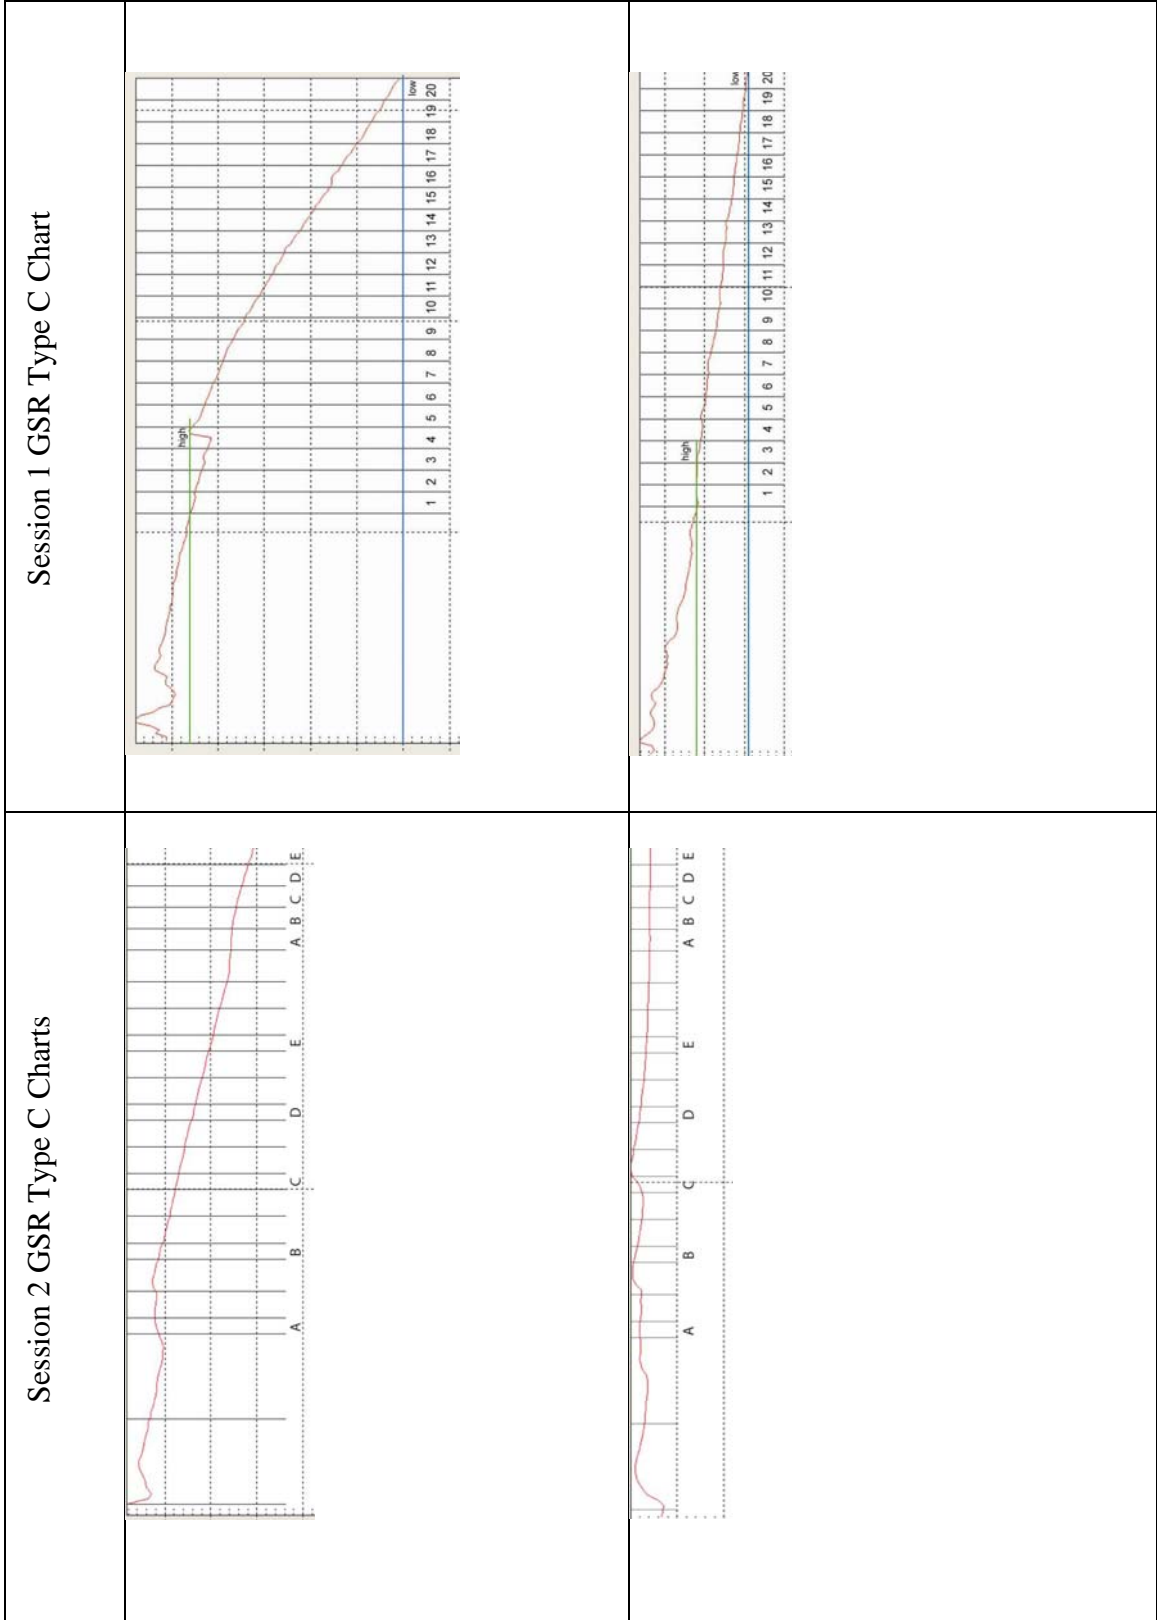 Session 2 GSR Type C Charts
Session 1 GSR Type C Chart
A B C D E A B C D E
high
low
1 2 3 4 5 6 7 8 9 10 11 12 13 14 15 16 17 18 19 20
A B C D E A B C D E
high
low
1 2 3 4 5 6 7 8 9 10 11 12 13 14 15 16 17 18 19 20